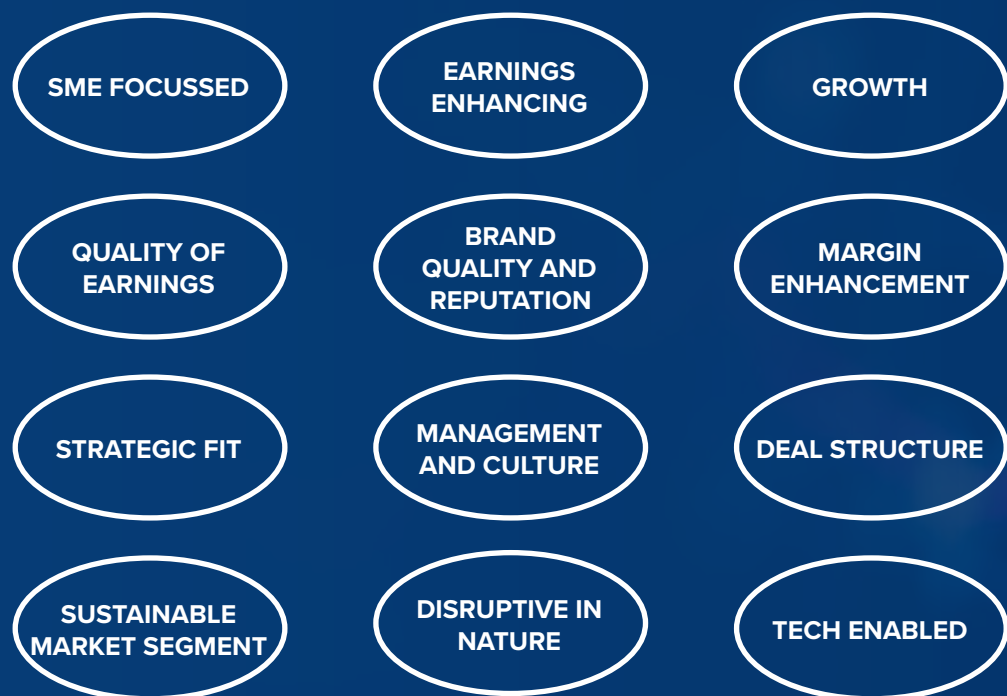 SME FOCUSSED
EARNINGS
ENHANCING
GROWTH
QUALITY OF
EARNINGS
BRAND
QUALITY AND
REPUTATION
MARGIN
ENHANCEMENT
STRATEGIC FIT
MANAGEMENT
AND CULTURE
DEAL STRUCTURE
SUSTAINABLE
MARKET SEGMENT
DISRUPTIVE IN
NATURE
TECH ENABLED